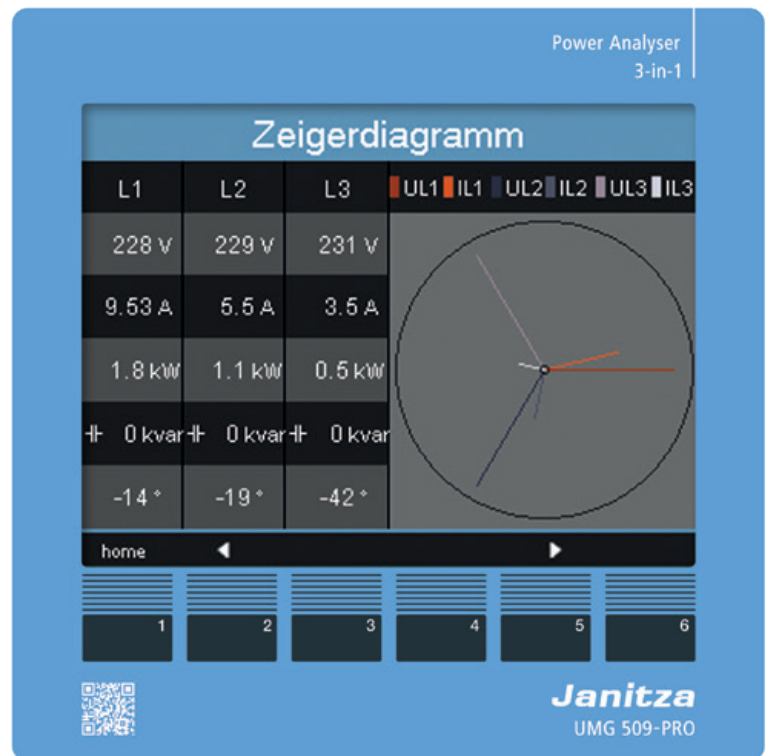 Power Analyser
3-in-1
Zeigerdiagramm
L1 L2 L3 UL1 IL1 UL2 IL2 UL3 IL3
228 V 229 V 231 V
9.53 A 5.5 A 3.5 A
1.8 kW 1.1 kW 0.5 kW
0 kvar 0 kvar 0 kvar
-14 ° -19 ° -42 °
home
1 2 3 4 5 6
Janitza
UMG 509-PRO